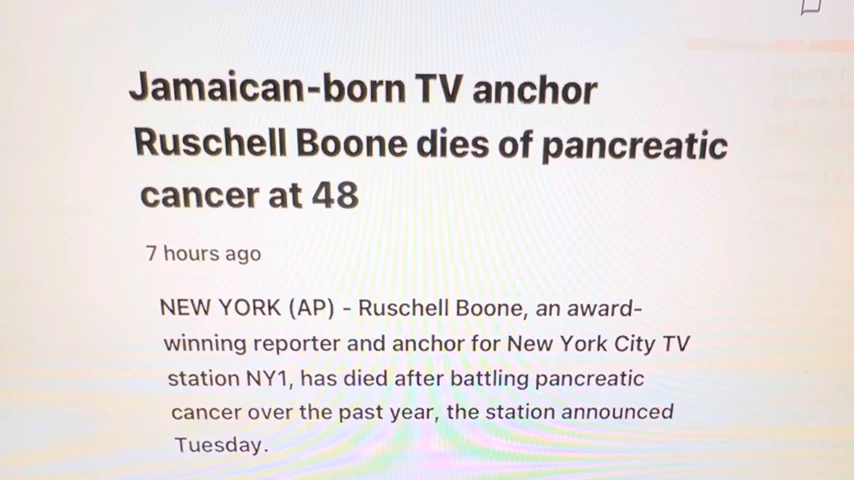 Jamaican-born TV anchor
Ruschell Boone dies of pancreatic
cancer at 48
7 hours ago
NEW YORK (AP) - Ruschell Boone, an award-
winning reporter and anchor for New York City TV
station NY1, has died after battling pancreatic
cancer over the past year, the station announced
Tuesday.